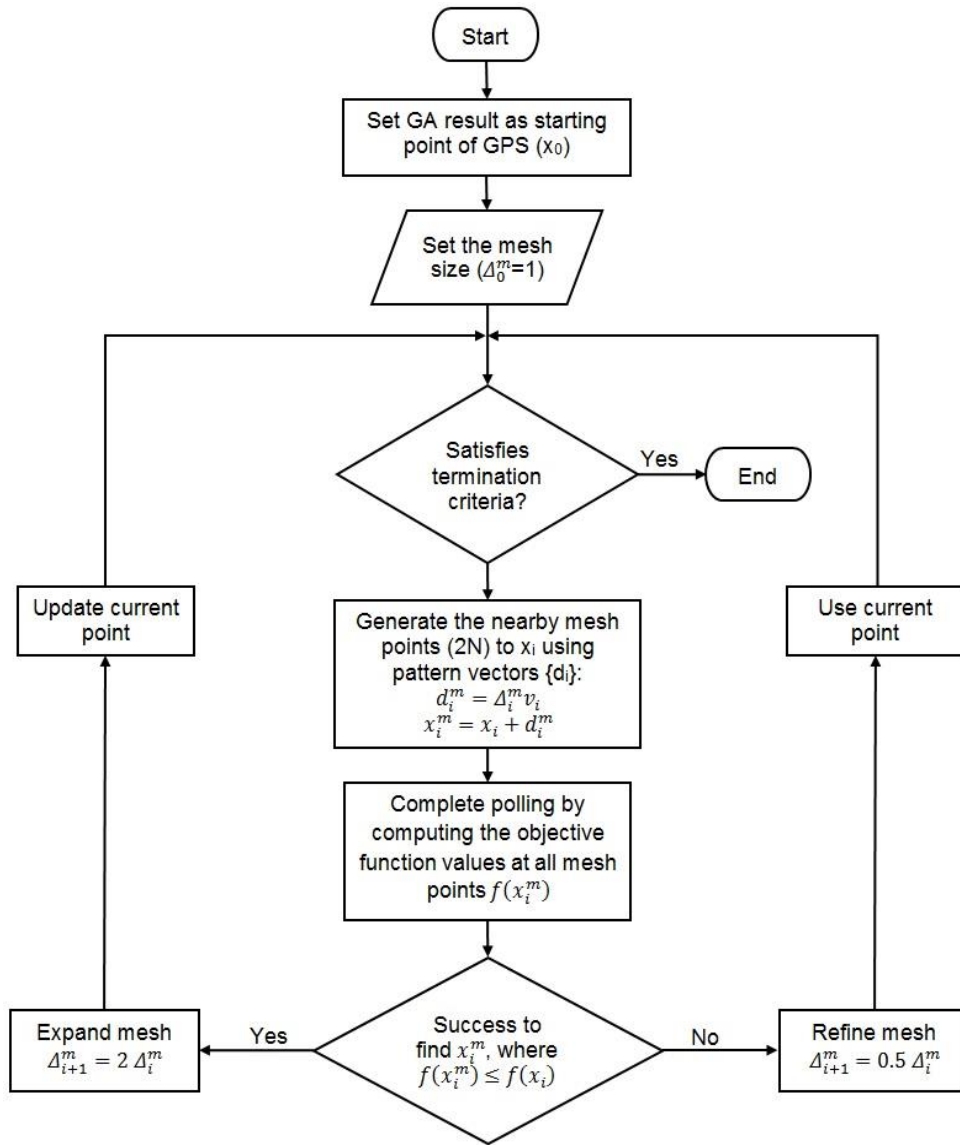 Start
Set GA result as starting
point of GPS (x₀)
Set the mesh
size (Δ₀ᵐ=1)
Satisfies
termination
criteria?
Yes
End
Generate the nearby mesh
points (2N) to xᵢ using
pattern vectors {dᵢ}:
dᵢᵐ = Δᵢᵐ vᵢ
xᵢᵐ = xᵢ + dᵢᵐ
Complete polling by
computing the objective
function values at all mesh
points f(xᵢᵐ)
Success to
find xᵢᵐ, where
f(xᵢᵐ) ≤ f(xᵢ)
Yes
Expand mesh
Δᵢ₊₁ᵐ = 2 Δᵢᵐ
Update current
point
No
Refine mesh
Δᵢ₊₁ᵐ = 0.5 Δᵢᵐ
Use current
point